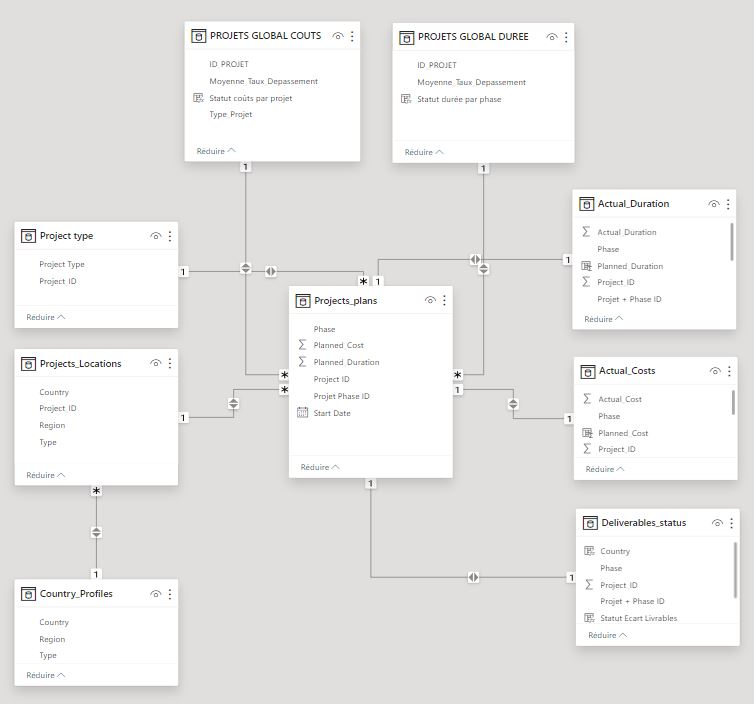 PROJETS GLOBAL COUTS
ID_PROJET
Moyenne_Taux_Depassement
Statut coûts par projet
Type_Projet
Réduire
PROJETS GLOBAL DUREE
ID_PROJET
Moyenne_Taux_Depassement
Statut durée par phase
Réduire
1
1
Project type
Project Type
Project_ID
Réduire
1
* 1
Actual_Duration
Actual_Duration
Phase
Planned_Duration
Project_ID
Projet + Phase ID
Réduire
1
Projects_plans
Phase
Planned_Cost
Planned_Duration
Project ID
Projet Phase ID
Start Date
Réduire
*
*
*
1
1
Projects_Locations
Country
Project_ID
Region
Type
Réduire
1
*
1
Actual_Costs
Actual_Cost
Phase
Planned_Cost
Project_ID
Réduire
1
Country_Profiles
Country
Region
Type
Réduire
Deliverables_status
Country
Phase
Project_ID
Projet + Phase ID
Statut Ecart Livrables
Réduire
1